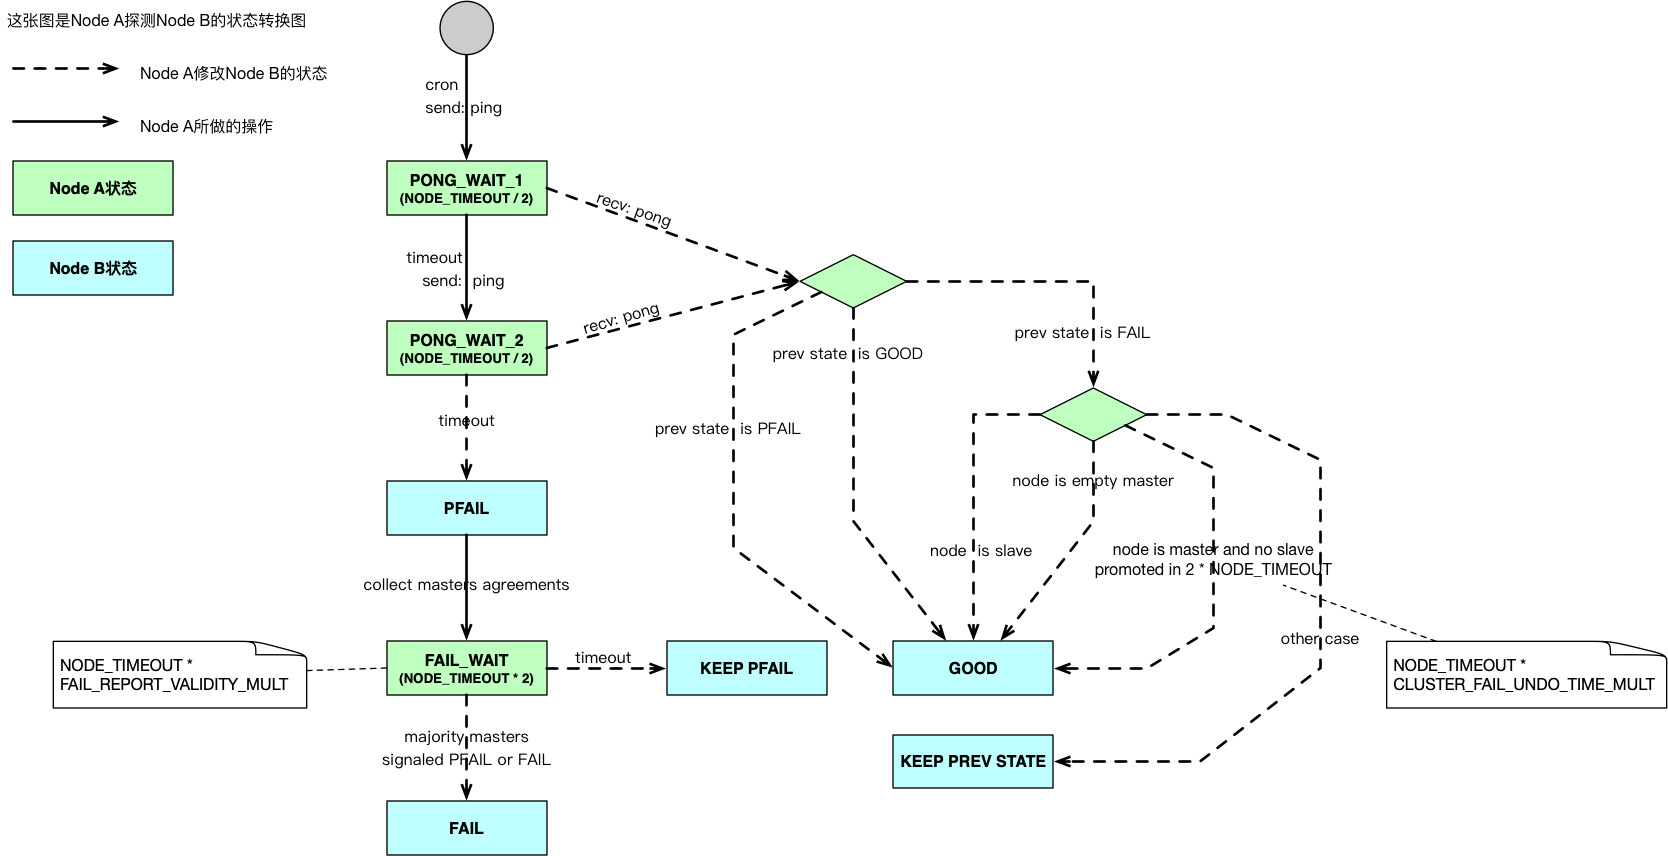 这张图是Node A探测Node B的状态转换图
Node A修改Node B的状态
Node A所做的操作
Node A状态
Node B状态
cron
send: ping
PONG_WAIT_1
(NODE_TIMEOUT / 2)
recv: pong
timeout
send: ping
PONG_WAIT_2
(NODE_TIMEOUT / 2)
recv: pong
timeout
PFAIL
collect masters agreements
FAIL_WAIT
(NODE_TIMEOUT * 2)
NODE_TIMEOUT *
FAIL_REPORT_VALIDITY_MULT
timeout
KEEP PFAIL
majority masters
signaled PFAIL or FAIL
FAIL
prev state is PFAIL
prev state is GOOD
prev state is FAIL
node is slave
node is empty master
node is master and no slave
promoted in 2 * NODE_TIMEOUT
other case
GOOD
KEEP PREV STATE
NODE_TIMEOUT *
CLUSTER_FAIL_UNDO_TIME_MULT